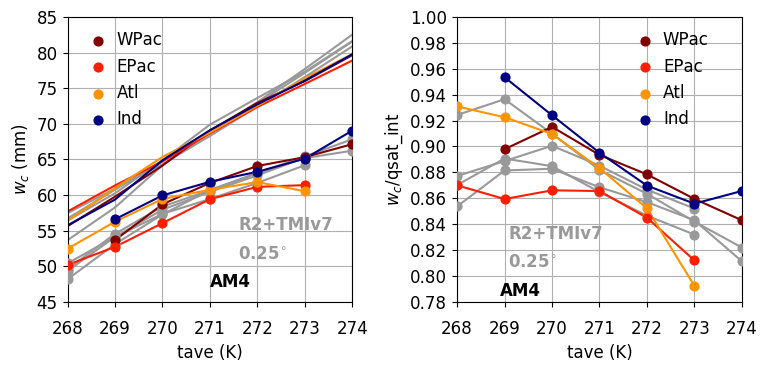 85
80
75
70
65
60
55
50
45
w_c (mm)
WPac
EPac
Atl
Ind
R2+TMIv7
0.25°
AM4
268 269 270 271 272 273 274
tave (K)
1.00
0.98
0.96
0.94
0.92
0.90
0.88
0.86
0.84
0.82
0.80
0.78
w_c/qsat_int
WPac
EPac
Atl
Ind
R2+TMIv7
0.25°
AM4
268 269 270 271 272 273 274
tave (K)